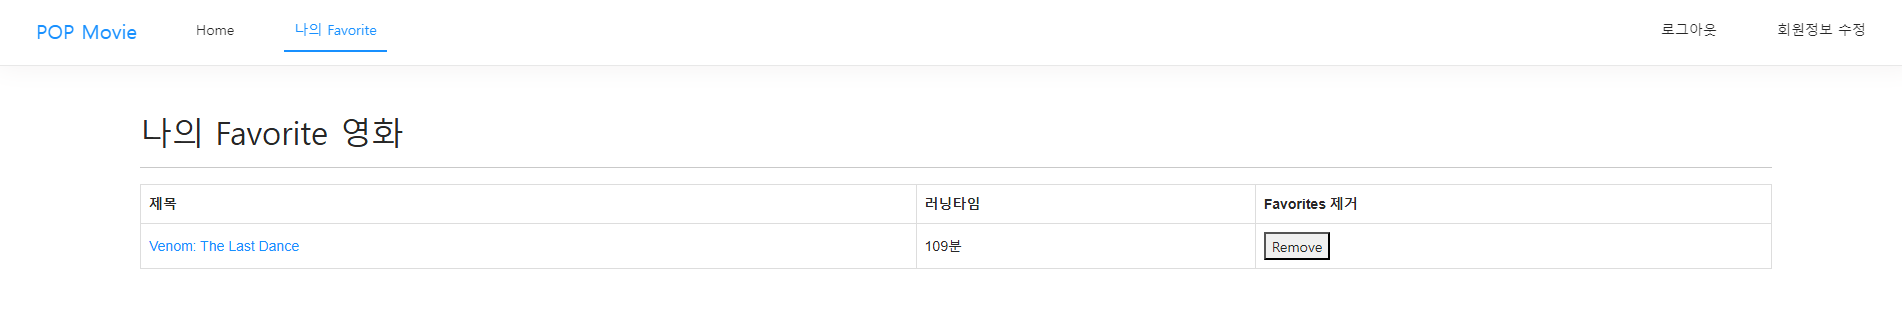 POP Movie Home 나의 Favorite 로그아웃 회원정보 수정
나의 Favorite 영화
제목 러닝타임 Favorites 제거
Venom: The Last Dance 109분 Remove